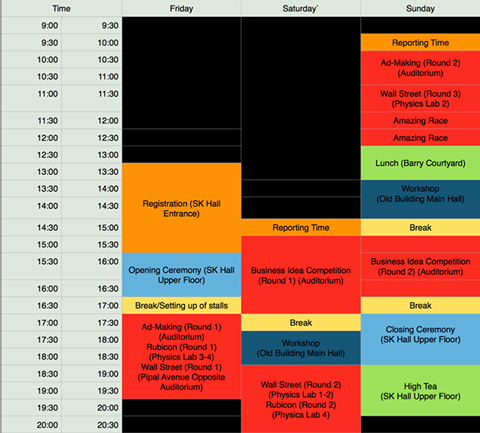 Time Friday Saturday* Sunday
9:00 9:30
9:30 10:00 Reporting Time
10:00 10:30 Ad-Making (Round 2)
10:30 11:00 (Auditorium)
11:00 11:30 Wall Street (Round 3)
(Physics Lab 2)
11:30 12:00 Amazing Race
12:00 12:30 Amazing Race
12:30 13:00 Lunch (Barry Courtyard)
13:00 13:30
13:30 14:00 Registration (SK Hall Workshop
14:00 14:30 Entrance) (Old Building Main Hall)
14:30 15:00 Reporting Time Break
15:00 15:30
15:30 16:00 Opening Ceremony (SK Hall Business Idea Competition Business Idea Competition
Upper Floor) (Round 1) (Auditorium) (Round 2) (Auditorium)
16:00 16:30
16:30 17:00 Break/Setting up of stalls Break
17:00 17:30 Ad-Making (Round 1) Break Closing Ceremony
(Auditorium) (SK Hall Upper Floor)
17:30 18:00 Rubicon (Round 1) Workshop
18:00 18:30 (Physics Lab 3-4) (Old Building Main Hall)
Wall Street (Round 1)
18:30 19:00 (Pipal Avenue Opposite Wall Street (Round 2) High Tea
19:00 19:30 Auditorium) (Physics Lab 1-2) (SK Hall Upper Floor)
19:30 20:00 Rubicon (Round 2)
20:00 20:30 (Physics Lab 4)